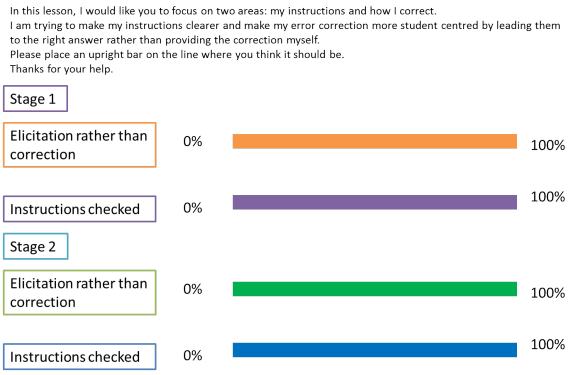 In this lesson, I would like you to focus on two areas: my instructions and how I correct.
I am trying to make my instructions clearer and make my error correction more student centred by leading them
to the right answer rather than providing the correction myself.
Please place an upright bar on the line where you think it should be.
Thanks for your help.
Stage 1
Elicitation rather than
correction
0%
100%
Instructions checked
0%
100%
Stage 2
Elicitation rather than
correction
0%
100%
Instructions checked
0%
100%